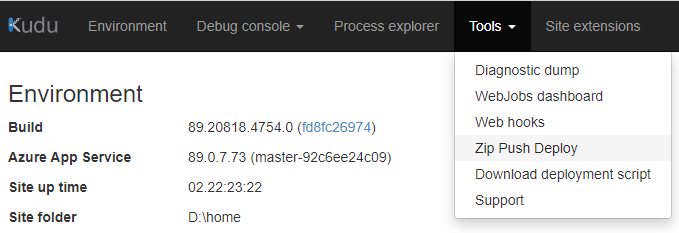 Kudu Environment Debug console Process explorer Tools Site extensions
Diagnostic dump
WebJobs dashboard
Web hooks
Zip Push Deploy
Download deployment script
Support
Environment
Build 89.20818.4754.0 (fd8fc26974)
Azure App Service 89.0.7.73 (master-92c6ee24c09)
Site up time 02.22:23:22
Site folder D:\home